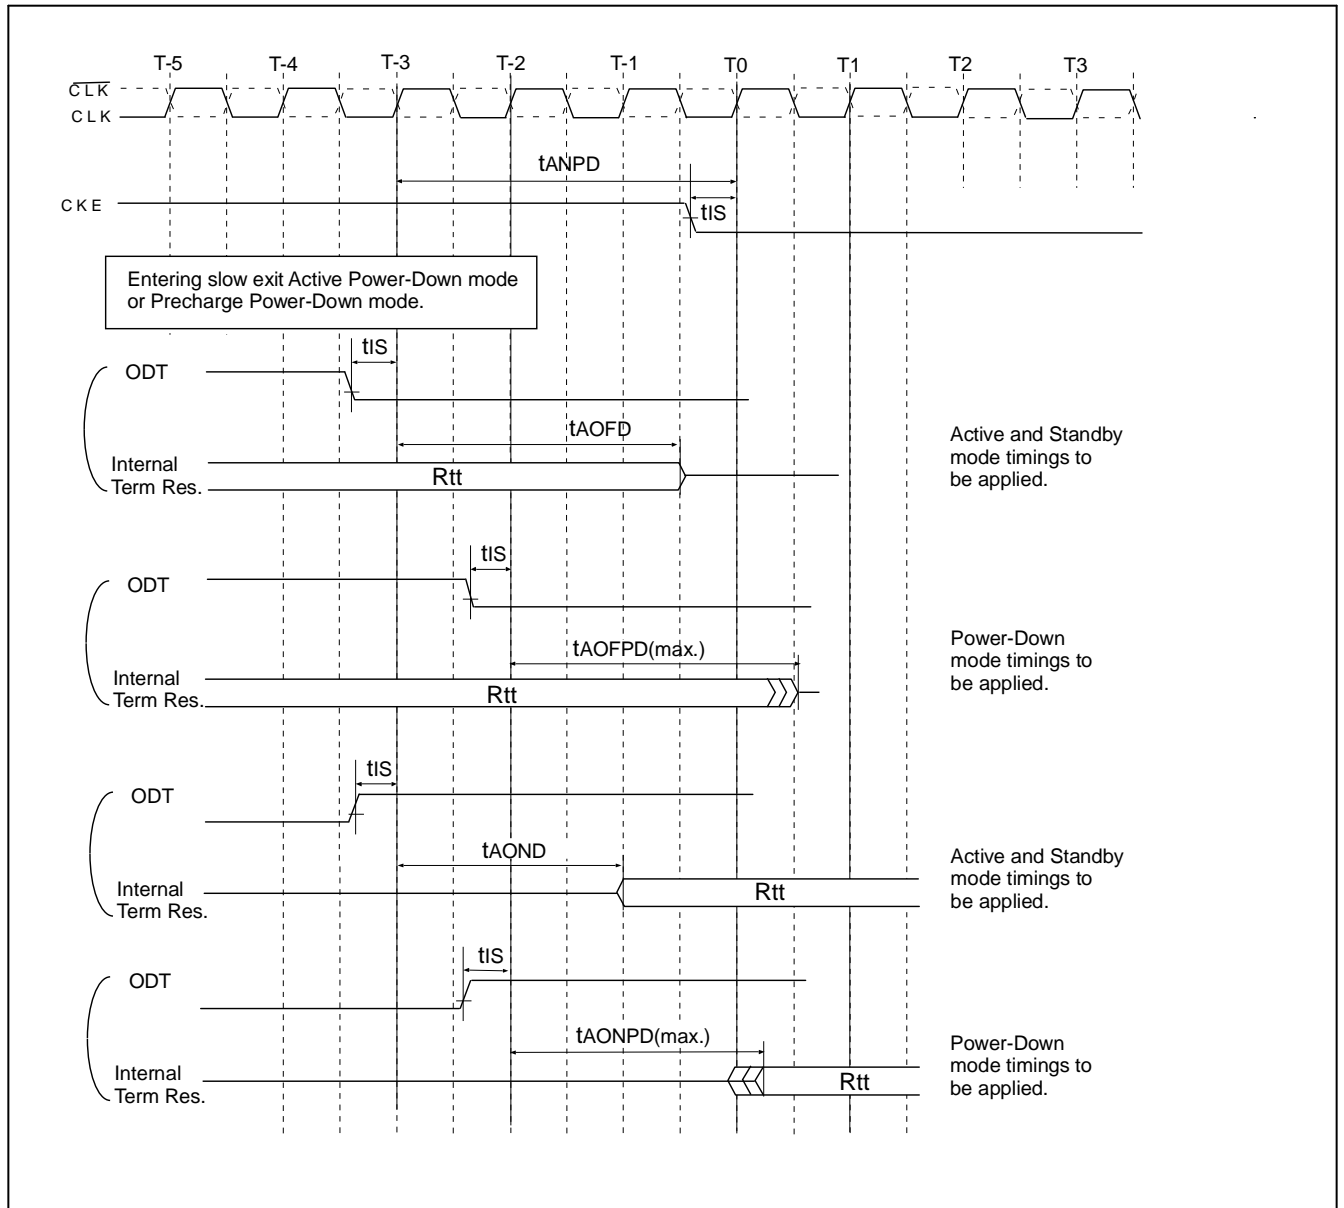 T-5 T-4 T-3 T-2 T-1 T0 T1 T2 T3
CLK
CLK
tANPD
CKE
tIS
Entering slow exit Active Power-Down mode
or Precharge Power-Down mode.
tIS
ODT
tAOFD
Internal
Term Res.
Rtt
Active and Standby
mode timings to
be applied.
tIS
ODT
tAOFPD(max.)
Internal
Term Res.
Rtt
Power-Down
mode timings to
be applied.
tIS
ODT
tAOND
Internal
Term Res.
Rtt
Active and Standby
mode timings to
be applied.
tIS
ODT
tAONPD(max.)
Internal
Term Res.
Rtt
Power-Down
mode timings to
be applied.